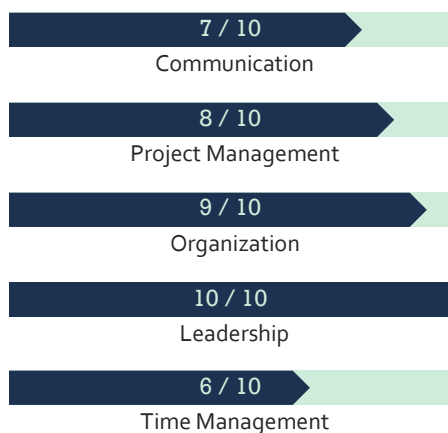 7 / 10
Communication
8 / 10
Project Management
9 / 10
Organization
10 / 10
Leadership
6 / 10
Time Management